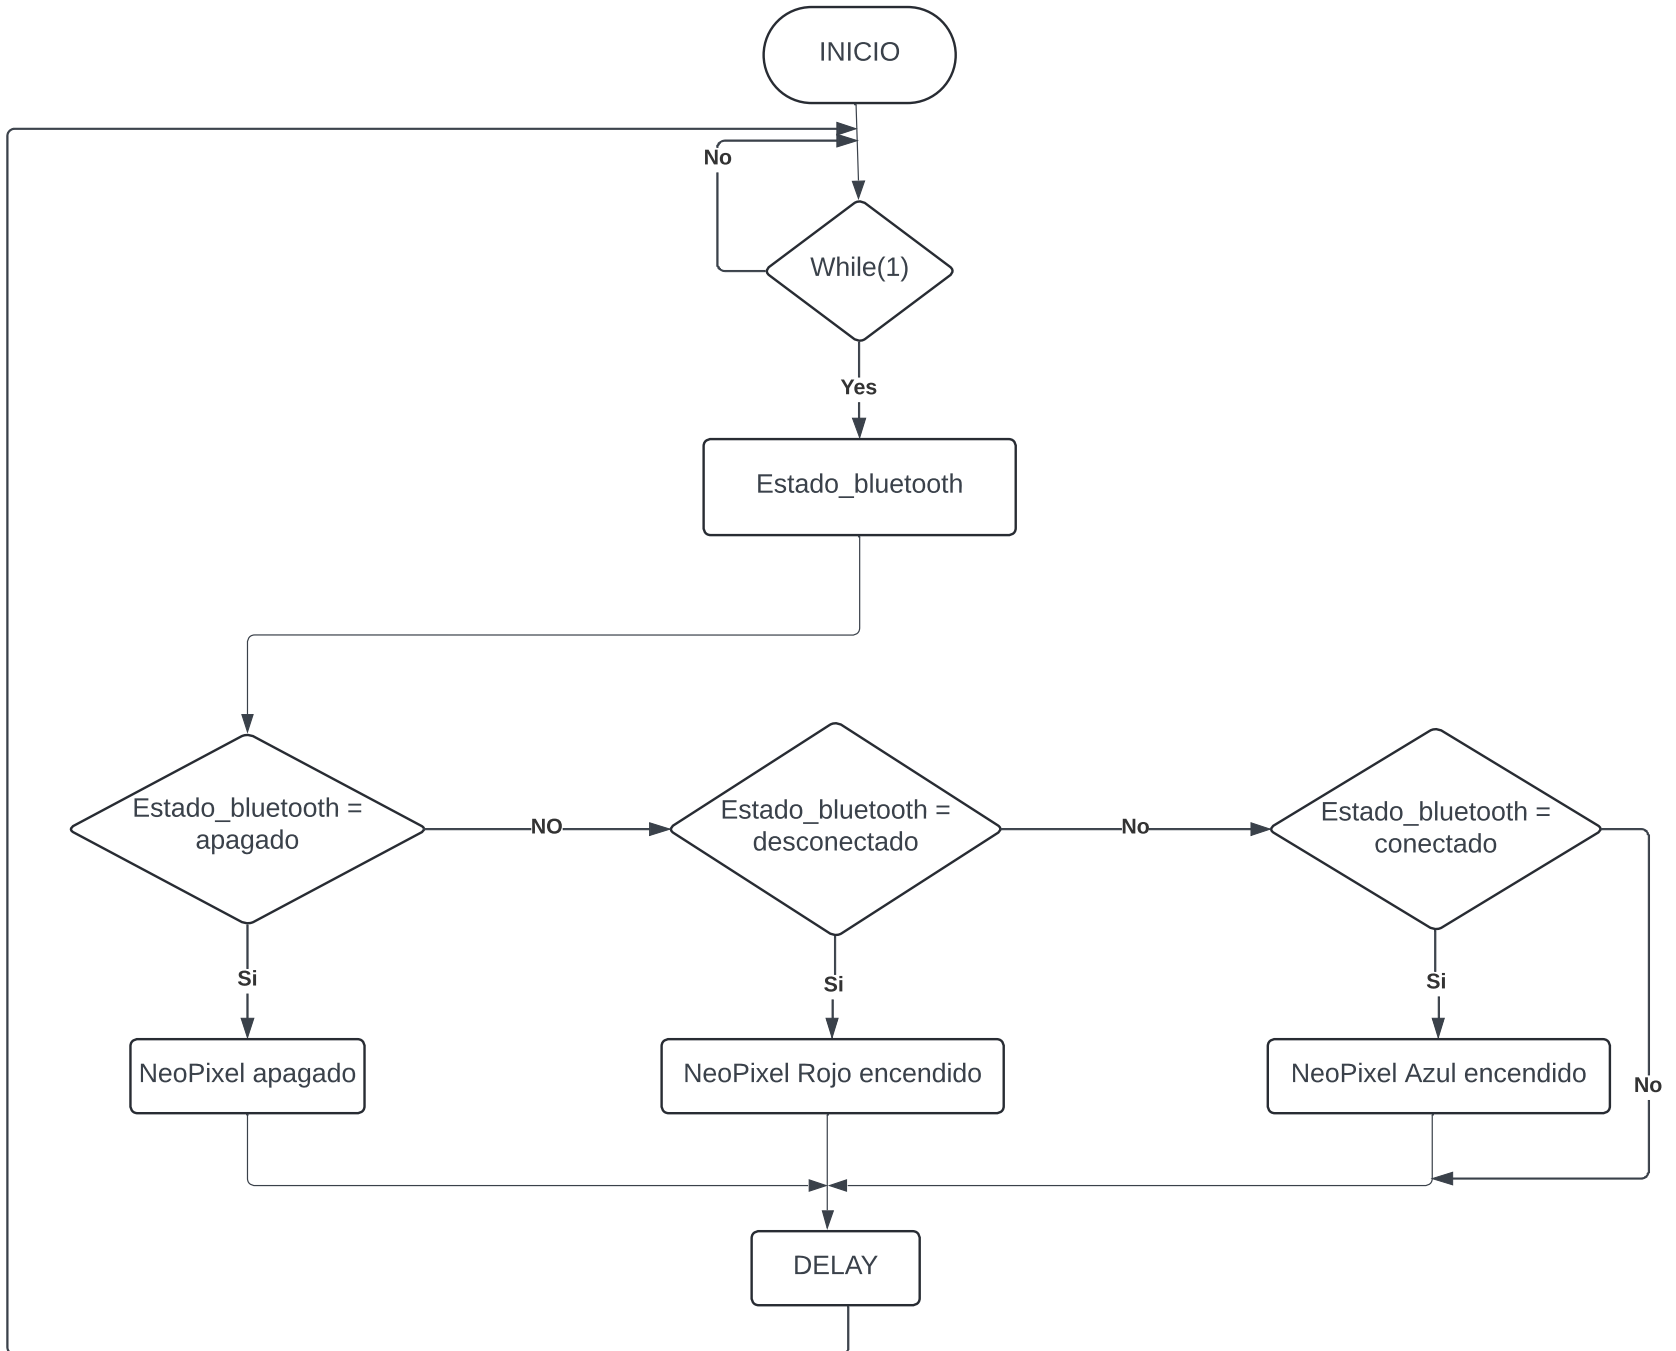 INICIO
No
While(1)
Yes
Estado_bluetooth
Estado_bluetooth =
apagado
NO
Estado_bluetooth =
desconectado
No
Estado_bluetooth =
conectado
Si
Si
Si
NeoPixel apagado
NeoPixel Rojo encendido
NeoPixel Azul encendido
No
DELAY